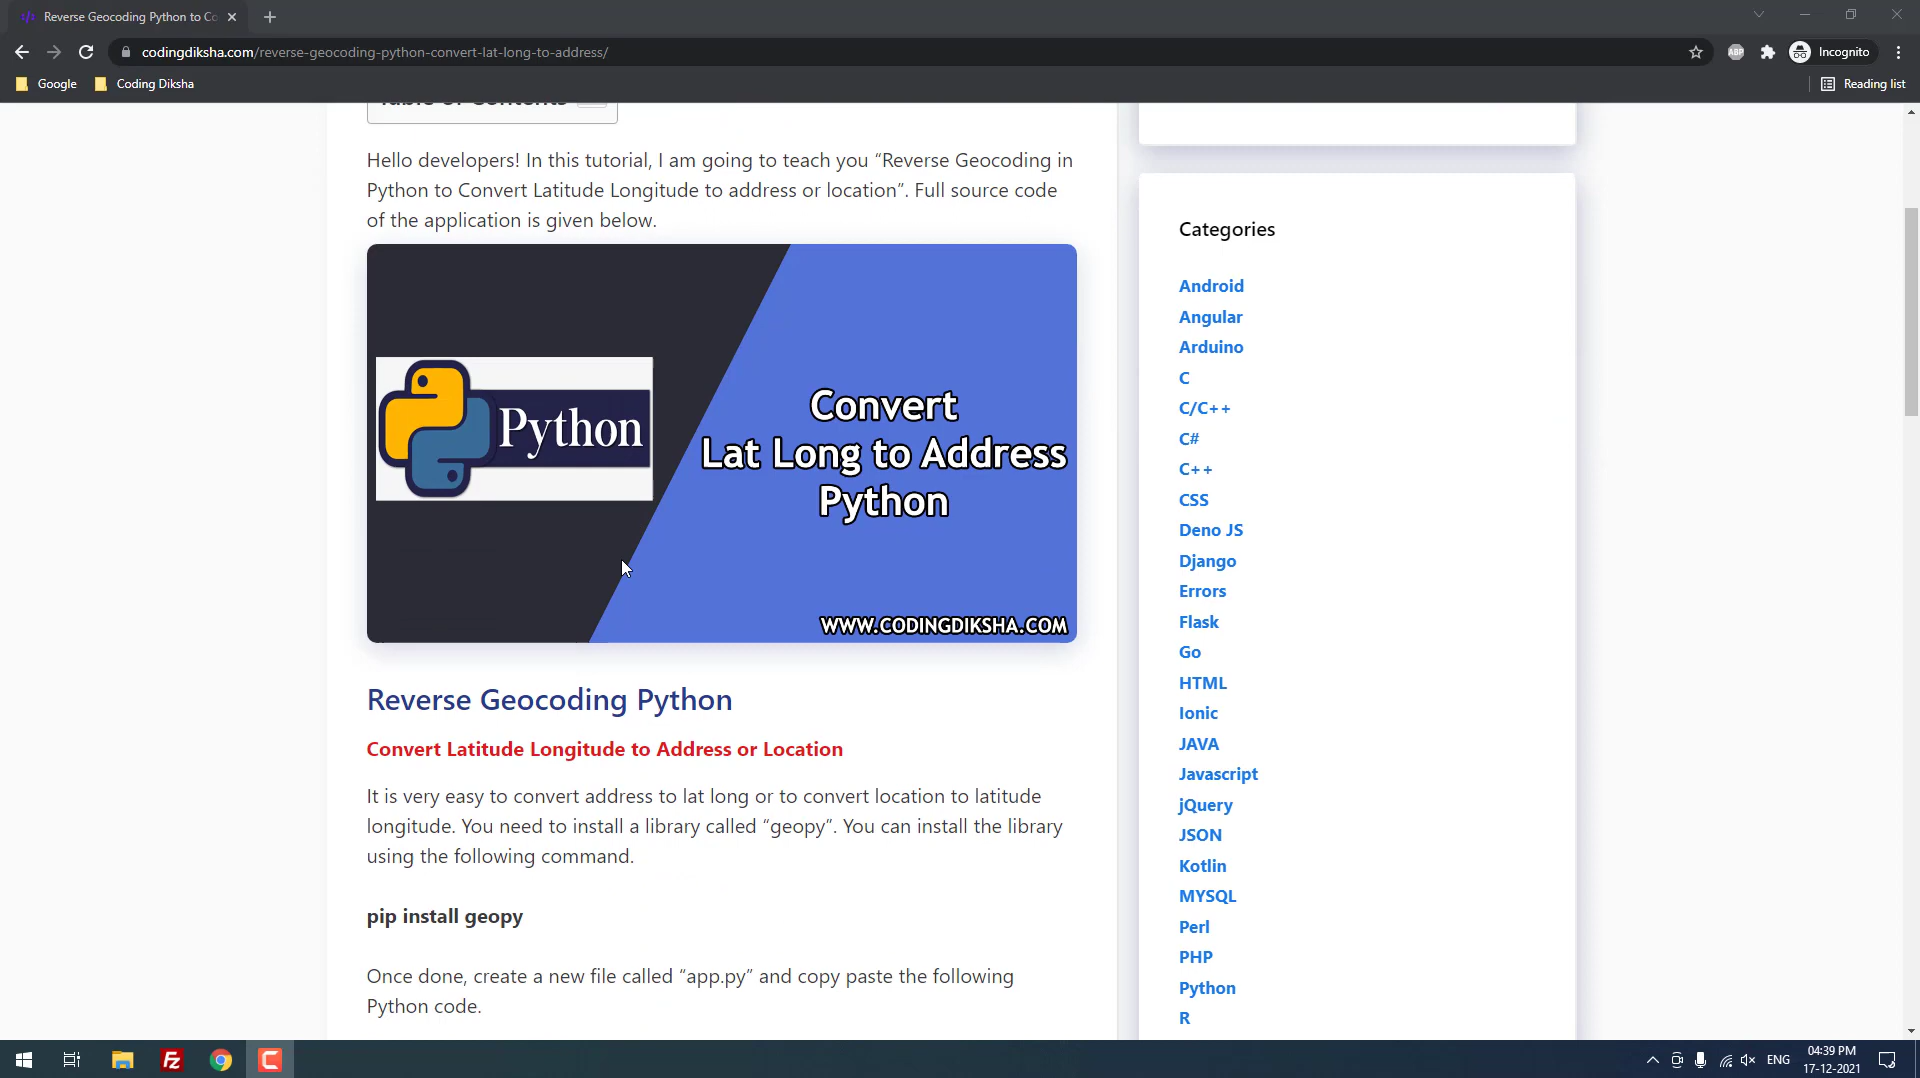 Reverse Geocoding Python to Co
codingdiksha.com/reverse-geocoding-python-convert-lat-long-to-address/
ABP
Incognito
Google
Coding Diksha
Reading list
Table of Contents
Hello developers! In this tutorial, I am going to teach you “Reverse Geocoding in
Python to Convert Latitude Longitude to address or location”. Full source code
of the application is given below.
Python
Convert
Lat Long to Address
Python
WWW.CODINGDIKSHA.COM
Reverse Geocoding Python
Convert Latitude Longitude to Address or Location
It is very easy to convert address to lat long or to convert location to latitude
longitude. You need to install a library called “geopy”. You can install the library
using the following command.
pip install geopy
Once done, create a new file called “app.py” and copy paste the following
Python code.
Categories
Android
Angular
Arduino
C
C/C++
C#
C++
CSS
Deno JS
Django
Errors
Flask
Go
HTML
Ionic
JAVA
Javascript
jQuery
JSON
Kotlin
MYSQL
Perl
PHP
Python
R
Fz
C
ENG
04:39 PM
17-12-2021